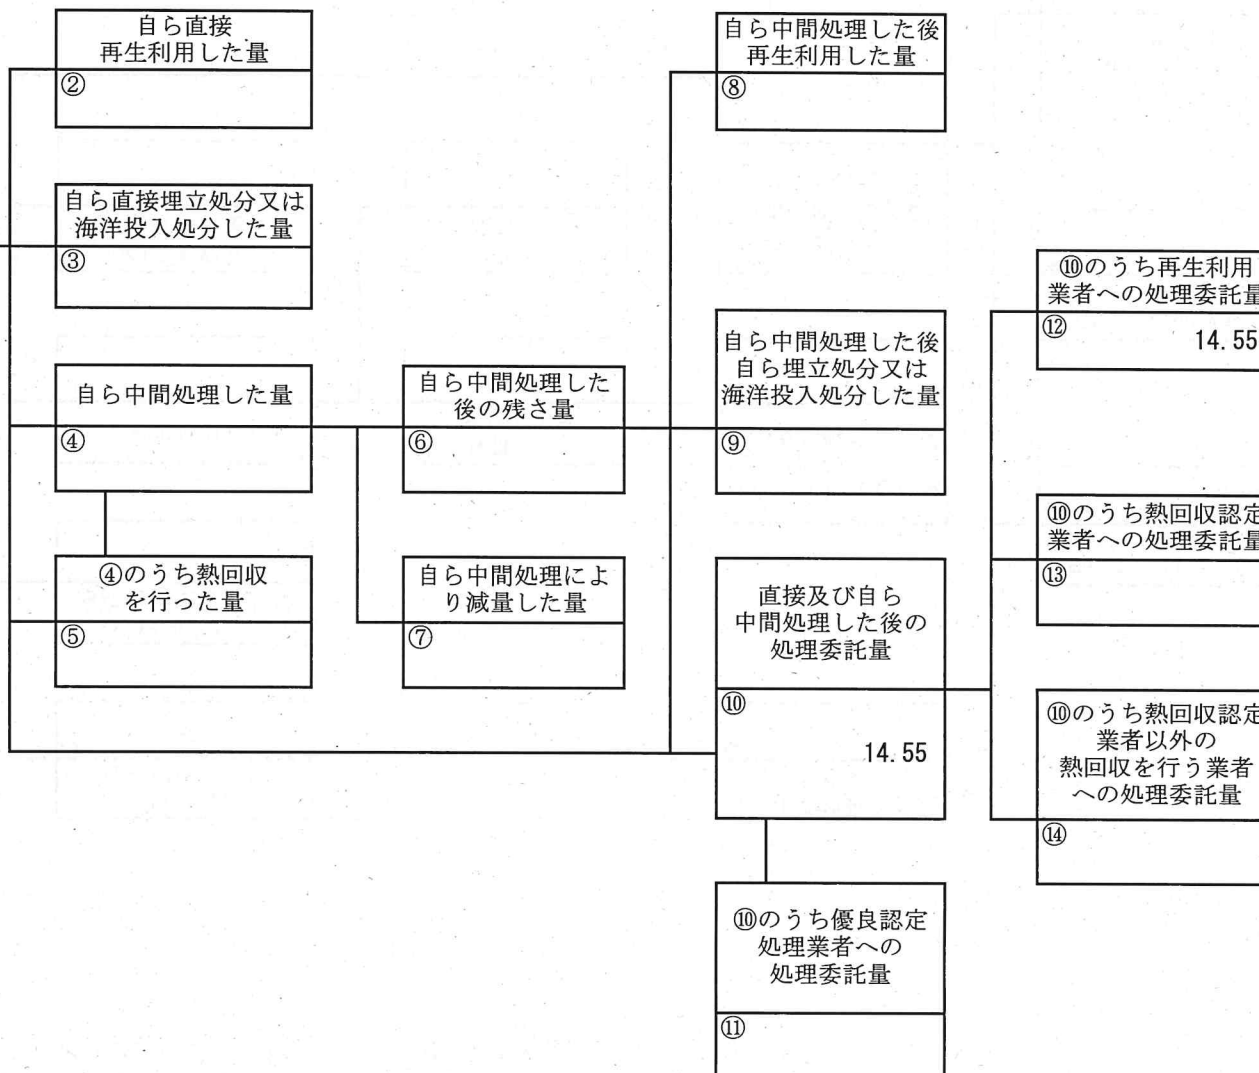 自ら直接
再生利用した量
②
自ら直接埋立処分又は
海洋投入処分した量
③
自ら中間処理した量
④
④のうち熱回収
を行った量
⑤
自ら中間処理した
後の残さ量
⑥
自ら中間処理によ
り減量した量
⑦
自ら中間処理した後
再生利用した量
⑧
自ら中間処理した後
自ら埋立処分又は
海洋投入処分した量
⑨
直接及び自ら
中間処理した後の
処理委託量
⑩
14.55
⑩のうち優良認定
処理業者への
処理委託量
⑪
⑩のうち再生利用
業者への処理委託量
⑫
14.55
⑩のうち熱回収認定
業者への処理委託量
⑬
⑩のうち熱回収認定
業者以外の
熱回収を行う業者
への処理委託量
⑭